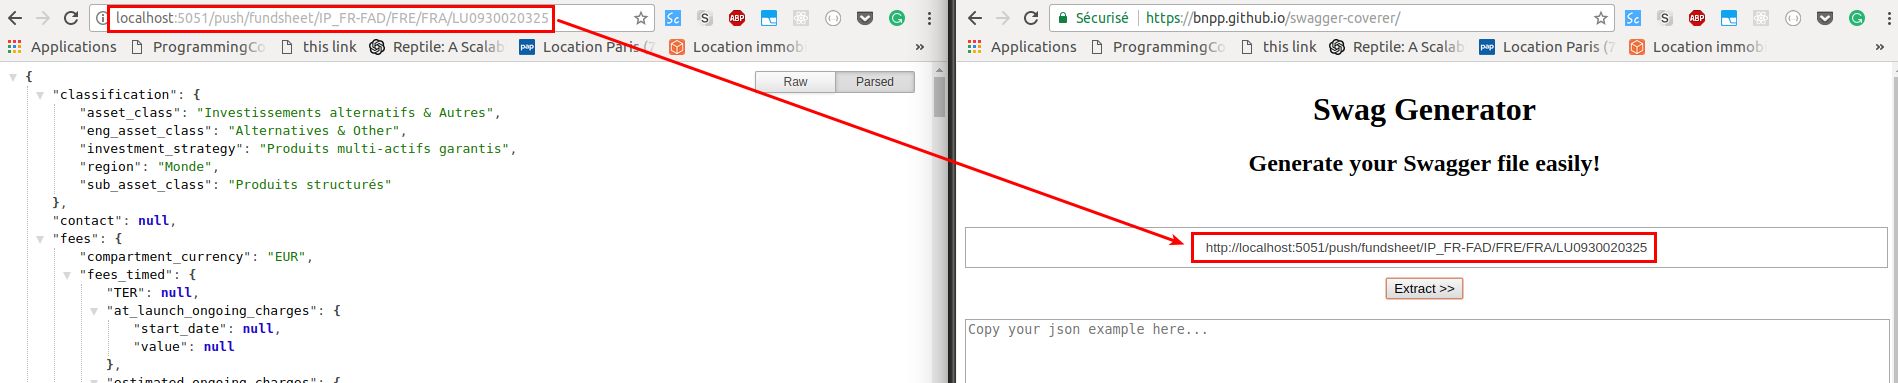 localhost:5051/push/fundsheet/IP_FR-FAD/FRE/FRA/LU0930020325
Applications ProgrammingCo this link Reptile: A Scalab Location Paris (7 Location immob »
Raw Parsed
{
"classification": {
"asset_class": "Investissements alternatifs & Autres",
"eng_asset_class": "Alternatives & Other",
"investment_strategy": "Produits multi-actifs garantis",
"region": "Monde",
"sub_asset_class": "Produits structurés"
},
"contact": null,
"fees": {
"compartment_currency": "EUR",
"fees_timed": {
"TER": null,
"at_launch_ongoing_charges": {
"start_date": null,
"value": null
},
"estimated_ongoing_charges": {
Sécurisé https://bnpp.github.io/swagger-coverer/
Applications ProgrammingCo this link Reptile: A Scalab Location Paris (7 Location immob »
Swag Generator
Generate your Swagger file easily!
http://localhost:5051/push/fundsheet/IP_FR-FAD/FRE/FRA/LU0930020325
Extract >>
Copy your json example here...